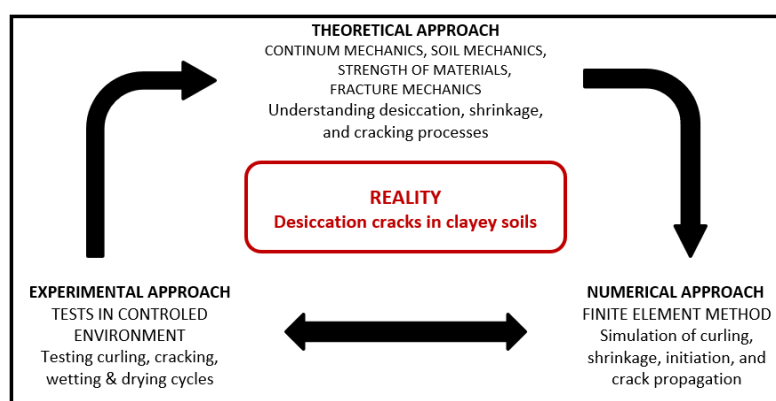 THEORETICAL APPROACH
CONTINUM MECHANICS, SOIL MECHANICS,
STRENGTH OF MATERIALS,
FRACTURE MECHANICS
Understanding desiccation, shrinkage,
and cracking processes
REALITY
Desiccation cracks in clayey soils
EXPERIMENTAL APPROACH
TESTS IN CONTROLED
ENVIRONMENT
Testing curling, cracking,
wetting & drying cycles
NUMERICAL APPROACH
FINITE ELEMENT METHOD
Simulation of curling,
shrinkage, initiation, and
crack propagation